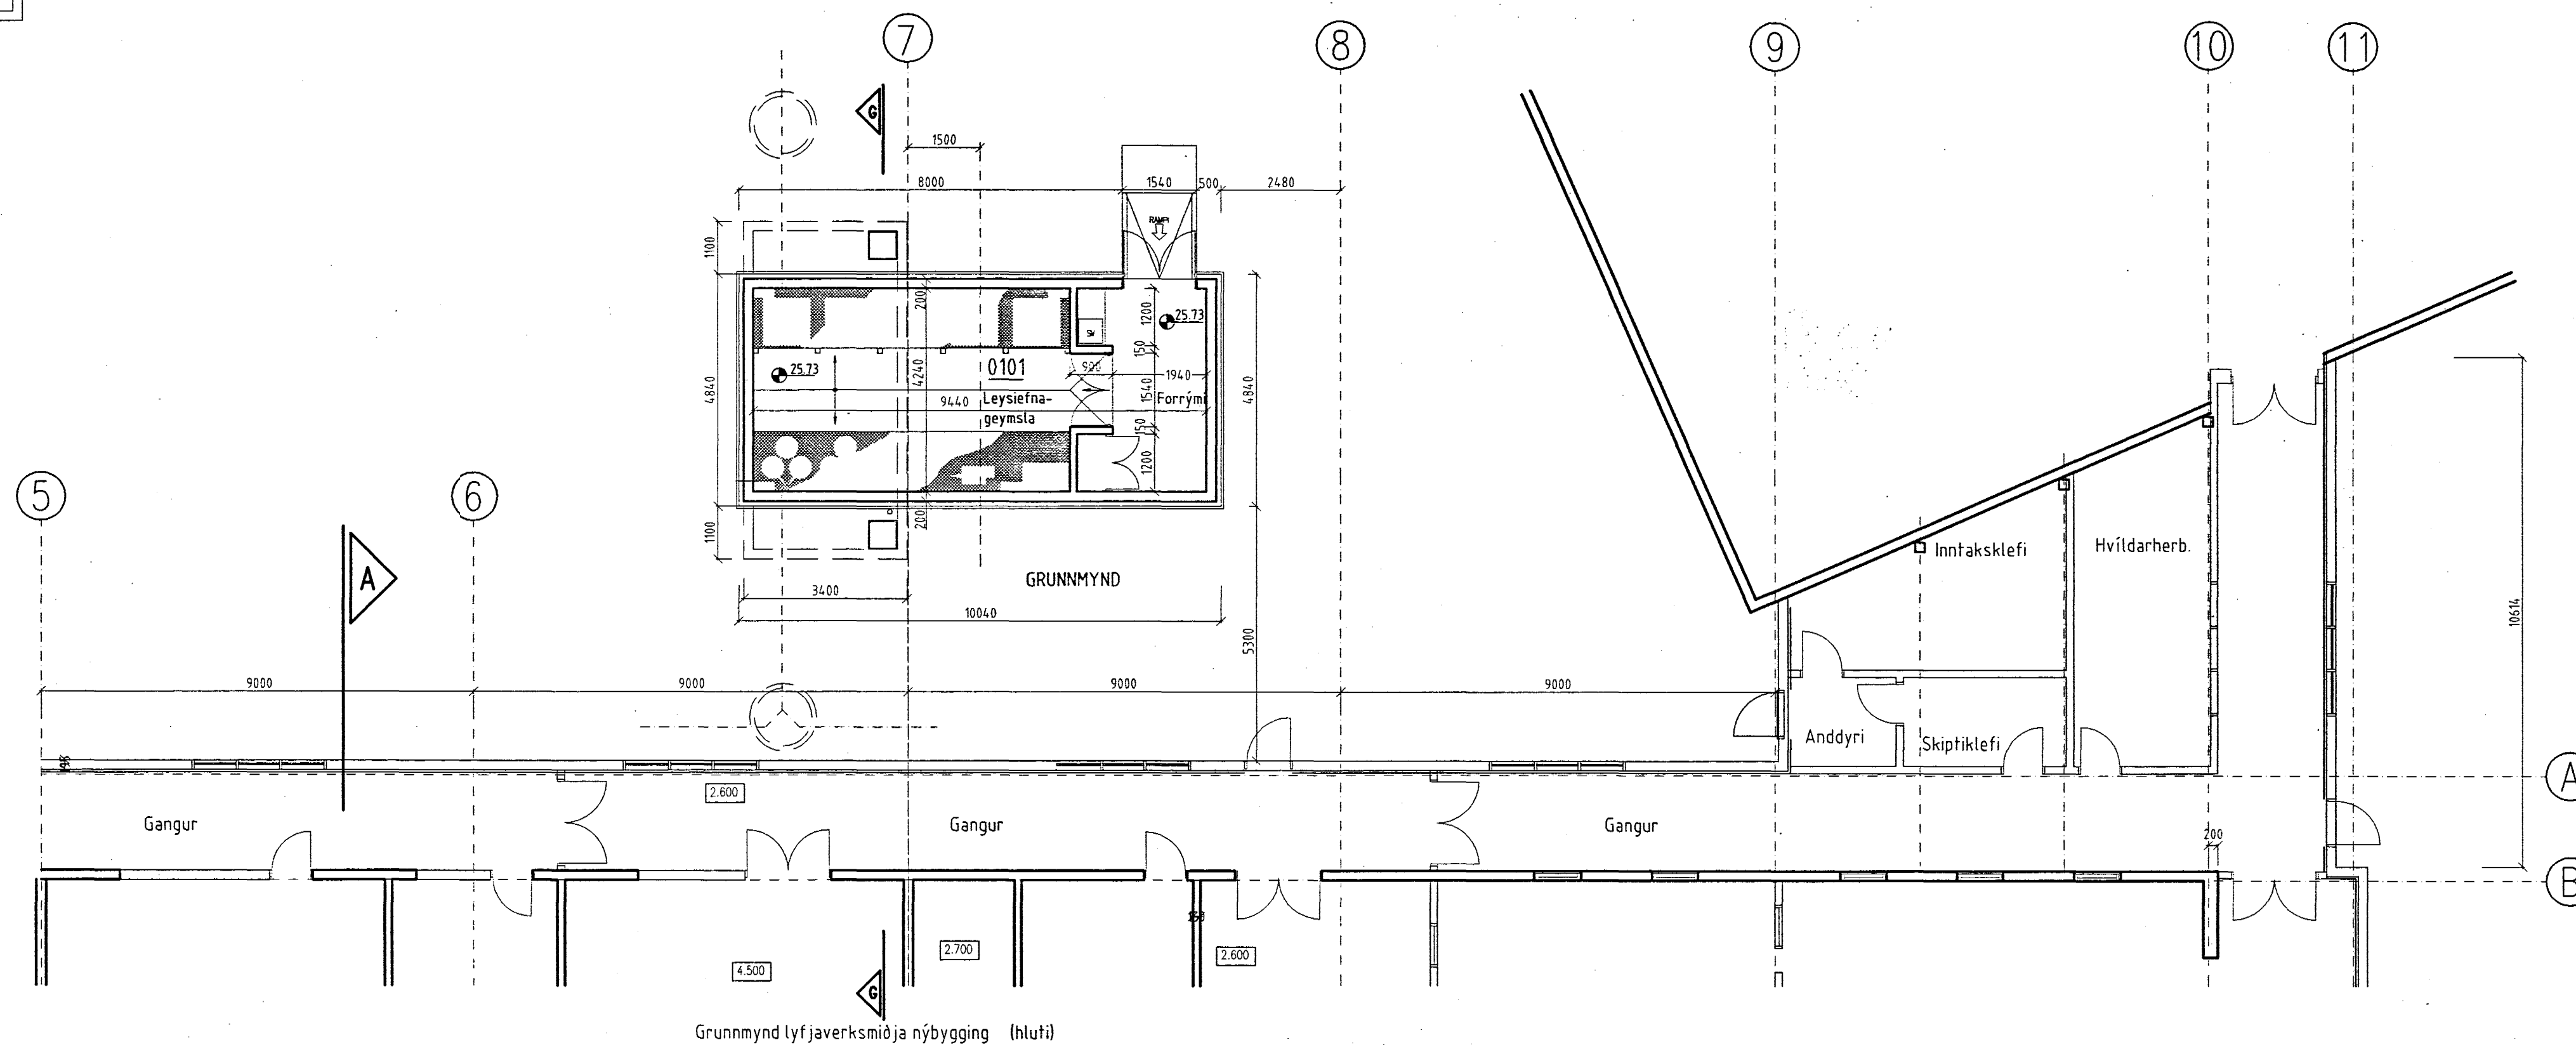 7
8
9
10
11
G
1500
8000
1540
500
2480
RAMPI
1100
200
1200
25.73
25.73
0101
150
900
4840
4240
1940
1540
4840
9440
Leysiefna-
geymsla
Forrými
150
1200
5
6
200
1100
A
GRUNNMYND
Inntaksklefi
Hvíldarherb.
3400
10040
10614
5300
9000
9000
9000
9000
Anddyri
Skiptiklefi
A
2.600
Gangur
Gangur
Gangur
200
B
2.700
2.600
4.500
G
Grunnmynd lyfjaverksmiðja nýbygging (hluti)